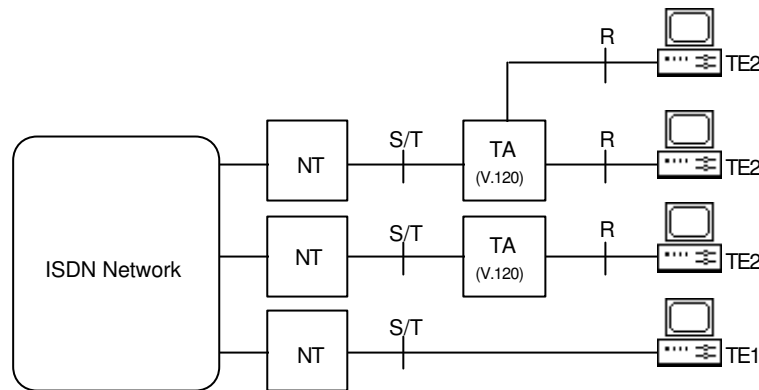 R
TE2
S/T
R
NT
TA
(V.120)
TE2
S/T
R
ISDN Network
NT
TA
(V.120)
TE2
S/T
NT
TE1